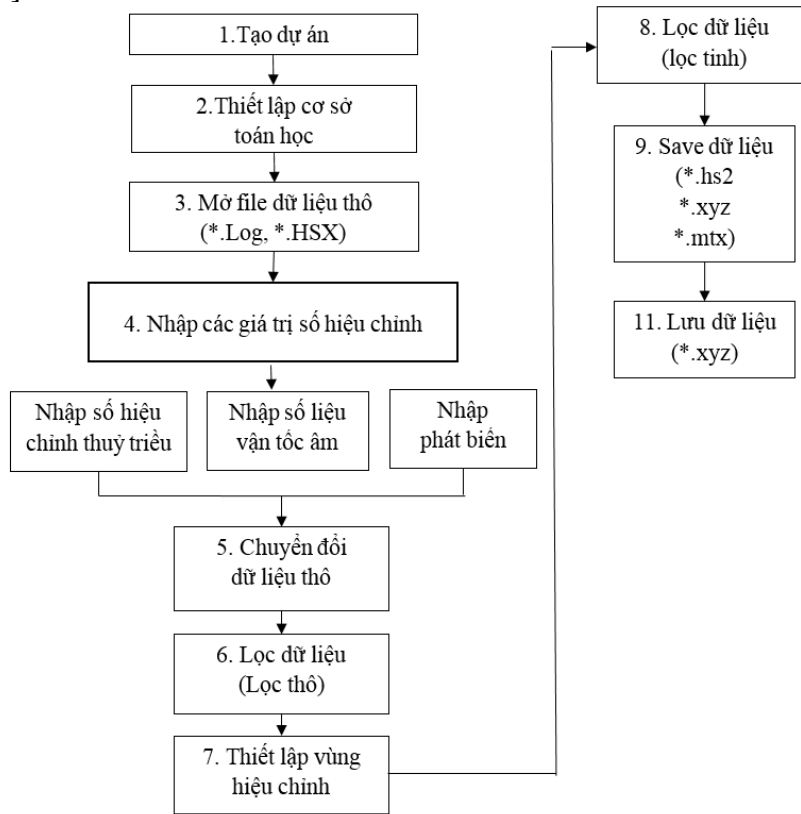 1.Tạo dự án
2.Thiết lập cơ sở
toán học
3. Mở file dữ liệu thô
(*.Log, *.HSX)
4. Nhập các giá trị số hiệu chỉnh
Nhập số hiệu
chỉnh thuỷ triều
Nhập số liệu
vận tốc âm
Nhập
phát biến
5. Chuyển đổi
dữ liệu thô
6. Lọc dữ liệu
(Lọc thô)
7. Thiết lập vùng
hiệu chỉnh
8. Lọc dữ liệu
(lọc tinh)
9. Save dữ liệu
(*.hs2
*.xyz
*.mtx)
11. Lưu dữ liệu
(*.xyz)